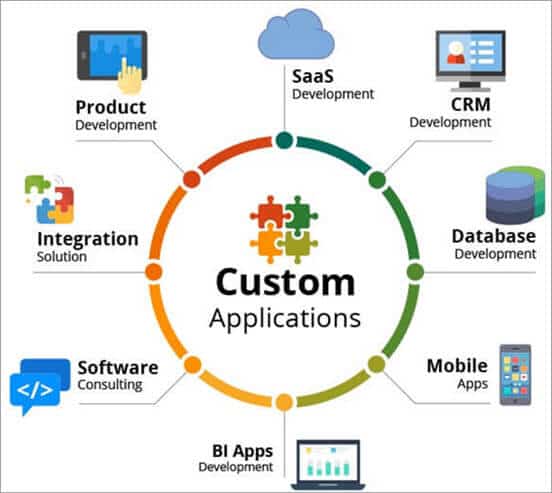 SaaS
Development
Product
Development
CRM
Development
Integration
Solution
Database
Development
Custom
Applications
Software
Consulting
</>
Mobile
Apps
BI Apps
Development